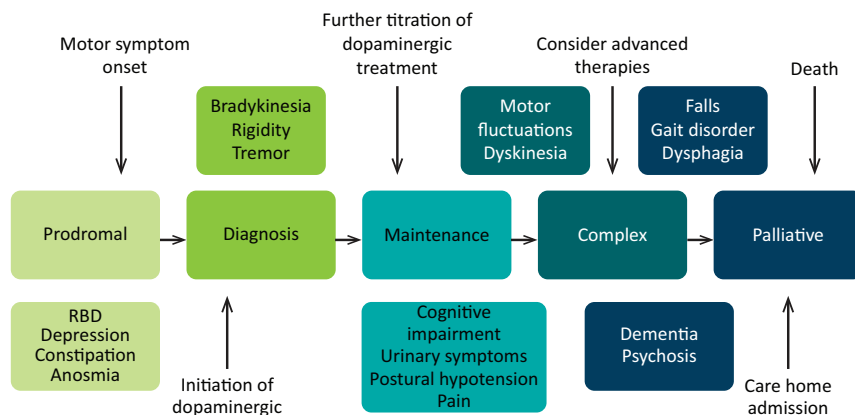 Motor symptom
onset
Further titration of
dopaminergic
treatment
Consider advanced
therapies
Death
Bradykinesia
Rigidity
Tremor
Motor
fluctuations
Dyskinesia
Falls
Gait disorder
Dysphagia
Prodromal
Diagnosis
Maintenance
Complex
Palliative
RBD
Depression
Constipation
Anosmia
Initiation of
dopaminergic
Cognitive
impairment
Urinary symptoms
Postural hypotension
Pain
Dementia
Psychosis
Care home
admission